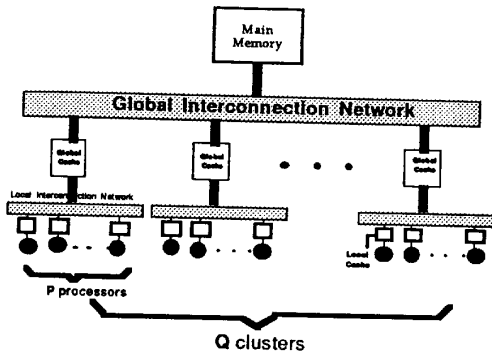 Main
Memory
Global Interconnection Network
Global
Cache
Global
Cache
Global
Cache
Local Interconnection Network
Local
Cache
P processors
Q clusters